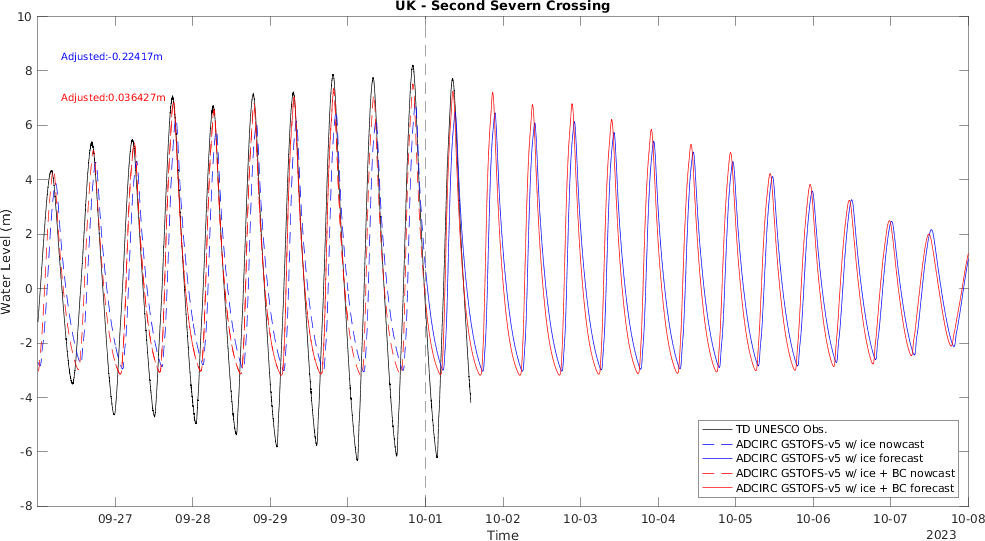 UK - Second Severn Crossing
10
8
6
4
2
0
-2
-4
-6
-8
Water Level (m)
Adjusted:-0.22417m
Adjusted:0.036427m
TD UNESCO Obs.
ADCIRC GSTOFS-v5 w/ ice nowcast
ADCIRC GSTOFS-v5 w/ ice forecast
ADCIRC GSTOFS-v5 w/ ice + BC nowcast
ADCIRC GSTOFS-v5 w/ ice + BC forecast
09-27 09-28 09-29 09-30 10-01 10-02 10-03 10-04 10-05 10-06 10-07 10-08
Time
2023